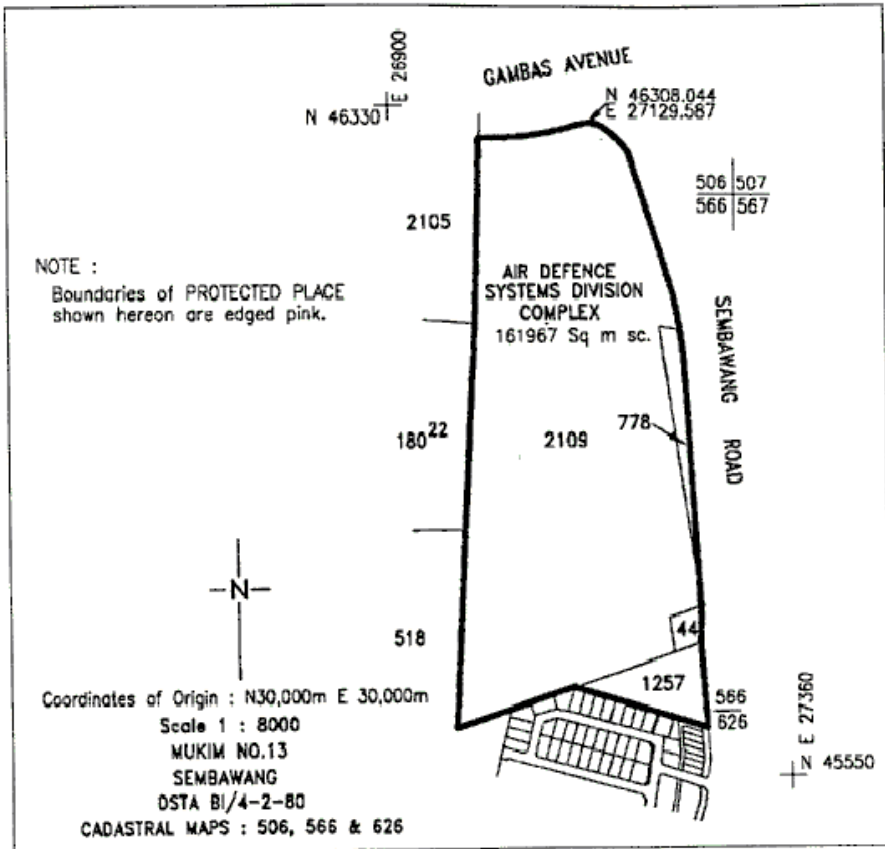 GAMBAS AVENUE
E 26900
N 46330
N 46308.044
E 27129.587
506 507
566 567
2105
NOTE :
Boundaries of PROTECTED PLACE
shown hereon are edged pink.
AIR DEFENCE
SYSTEMS DIVISION
COMPLEX
161967 Sq m sc.
SEMBAWANG ROAD
778
180²²
2109
N
518
44
1257
566
626
E 27360
N 45550
Coordinates of Origin : N30,000m E 30,000m
Scale 1 : 8000
MUKIM NO.13
SEMBAWANG
DSTA BI/4-2-80
CADASTRAL MAPS : 506, 566 & 626